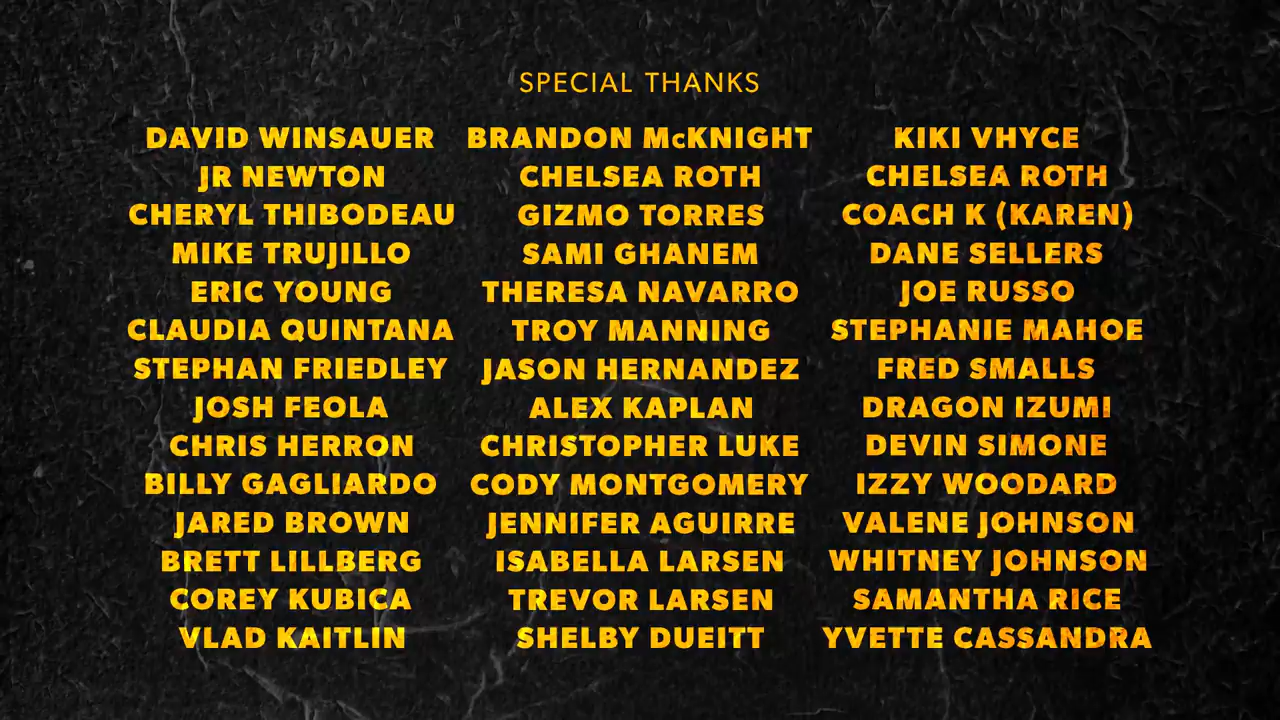 SPECIAL THANKS
DAVID WINSAUER
JR NEWTON
CHERYL THIBODEAU
MIKE TRUJILLO
ERIC YOUNG
CLAUDIA QUINTANA
STEPHAN FRIEDLEY
JOSH FEOLA
CHRIS HERRON
BILLY GAGLIARDO
JARED BROWN
BRETT LILLBERG
COREY KUBICA
VLAD KAITLIN
BRANDON McKNIGHT
CHELSEA ROTH
GIZMO TORRES
SAMI GHANEM
THERESA NAVARRO
TROY MANNING
JASON HERNANDEZ
ALEX KAPLAN
CHRISTOPHER LUKE
CODY MONTGOMERY
JENNIFER AGUIRRE
ISABELLA LARSEN
TREVOR LARSEN
SHELBY DUEITT
KIKI VHYCE
CHELSEA ROTH
COACH K (KAREN)
DANE SELLERS
JOE RUSSO
STEPHANIE MAHOE
FRED SMALLS
DRAGON IZUMI
DEVIN SIMONE
IZZY WOODARD
VALENE JOHNSON
WHITNEY JOHNSON
SAMANTHA RICE
YVETTE CASSANDRA